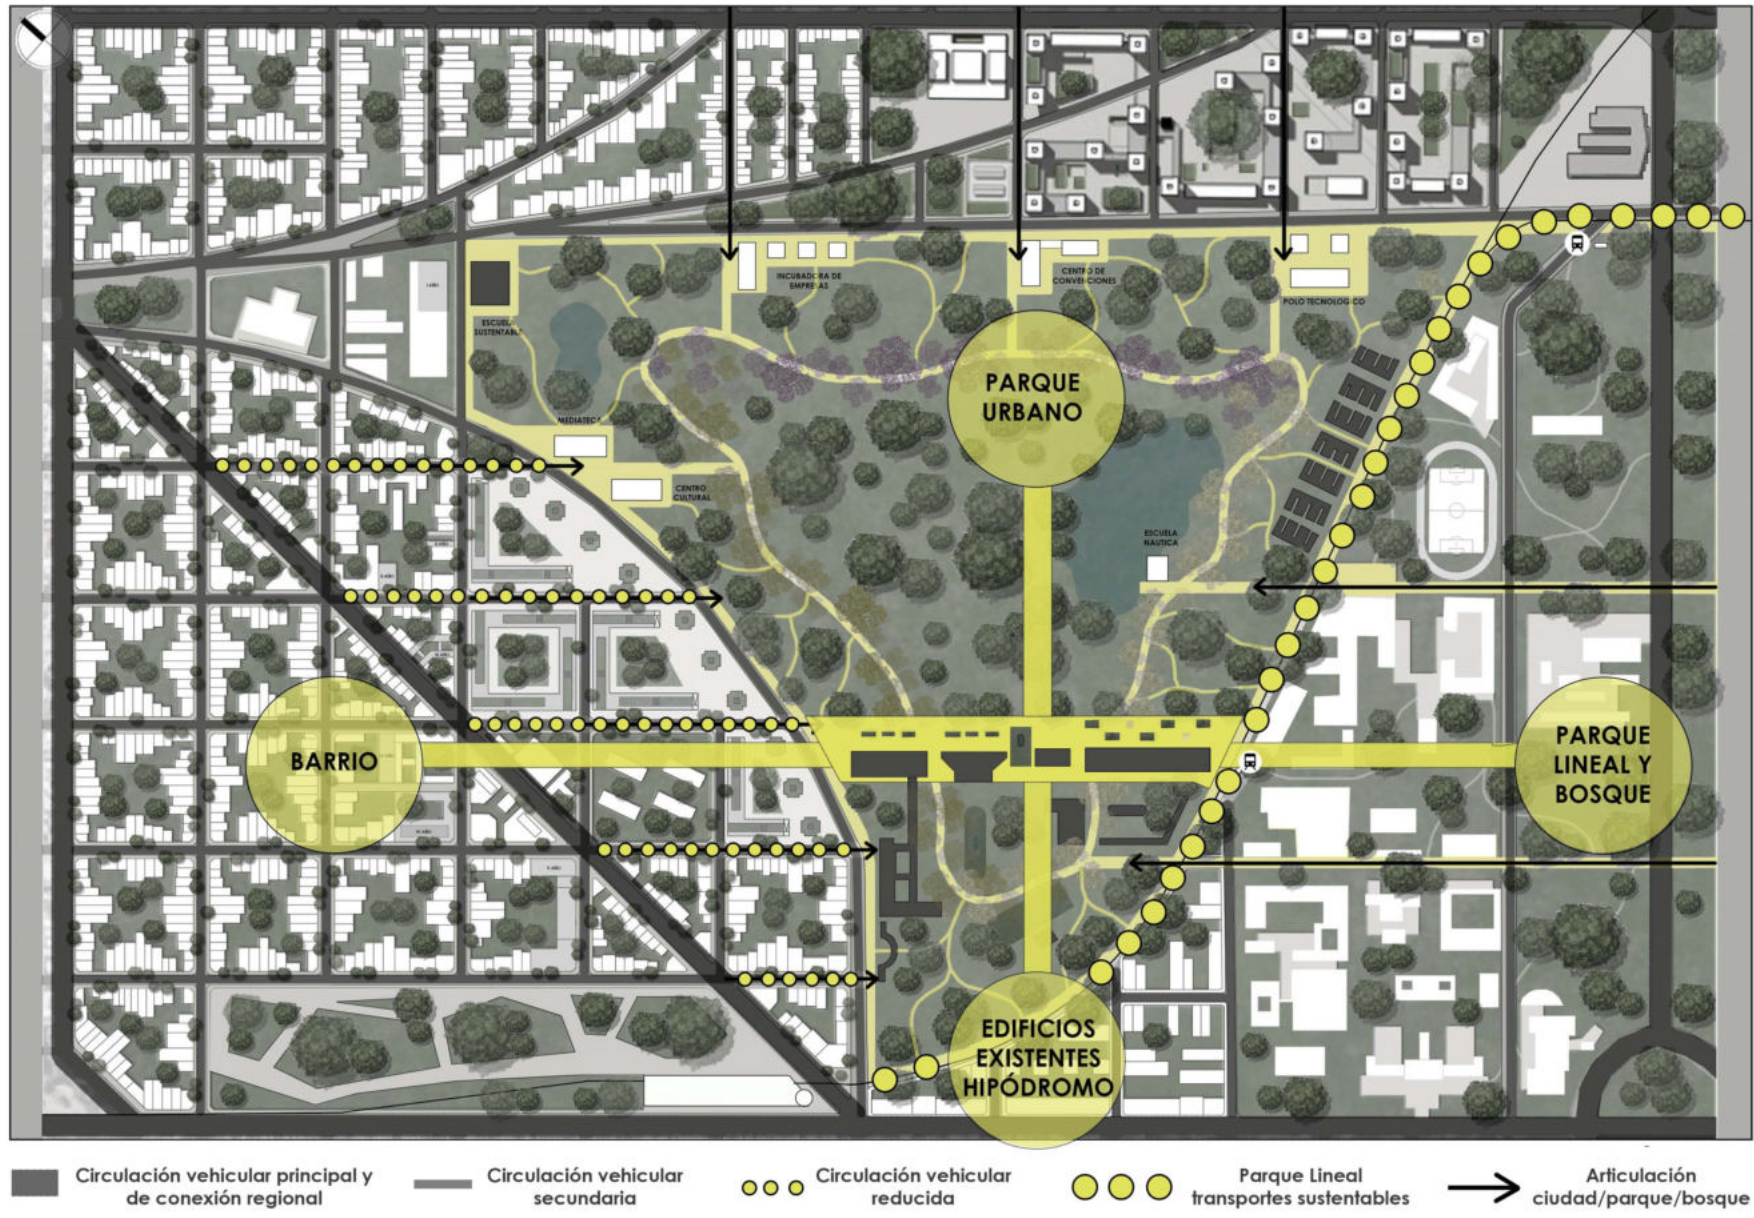 INCUBADORA DE
EMPRESAS
CENTRO DE
CONVENCIONES
POLO TECNOLOGICO
ESCUELA
SUSTENTABLE
PARQUE
URBANO
MEDIATECA
CENTRO
CULTURAL
ESCUELA
NAUTICA
BARRIO
PARQUE
LINEAL Y
BOSQUE
EDIFICIOS
EXISTENTES
HIPÓDROMO
Circulación vehicular principal y
de conexión regional
Circulación vehicular
secundaria
Circulación vehicular
reducida
Parque Lineal
transportes sustentables
Articulación
ciudad/parque/bosque